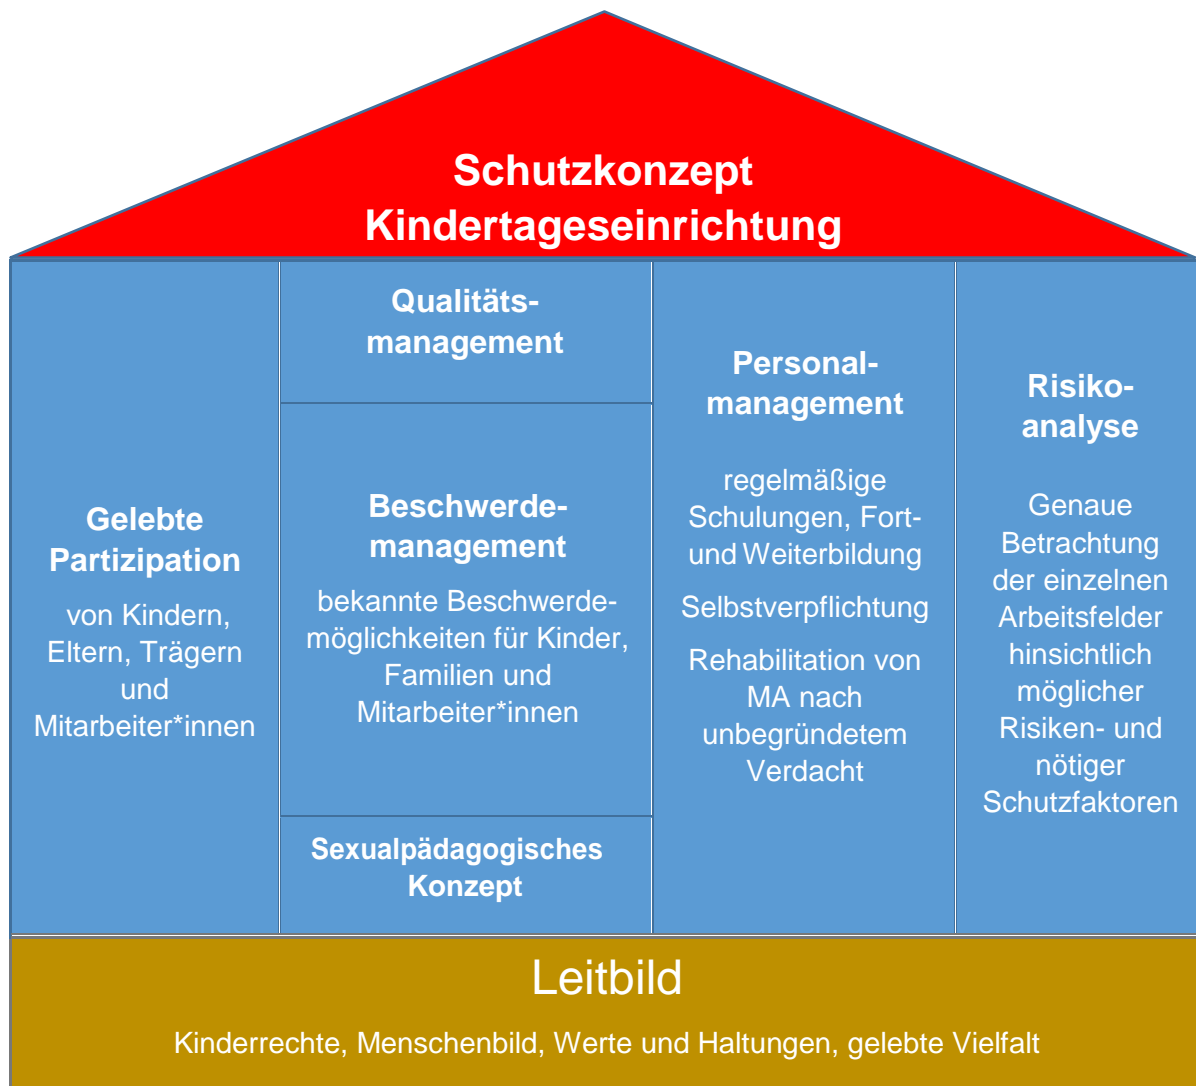 Schutzkonzept
Kindertageseinrichtung
Gelebte
Partizipation
von Kindern,
Eltern, Trägern
und
Mitarbeiter*innen
Qualitäts-
management
Beschwerde-
management
bekannte Beschwerde-
möglichkeiten für Kinder,
Familien und
Mitarbeiter*innen
Sexualpädagogisches
Konzept
Personal-
management
regelmäßige
Schulungen, Fort-
und Weiterbildung
Selbstverpflichtung
Rehabilitation von
MA nach
unbegründetem
Verdacht
Risiko-
analyse
Genaue
Betrachtung
der einzelnen
Arbeitsfelder
hinsichtlich
möglicher
Risiken- und
nötiger
Schutzfaktoren
Leitbild
Kinderrechte, Menschenbild, Werte und Haltungen, gelebte Vielfalt